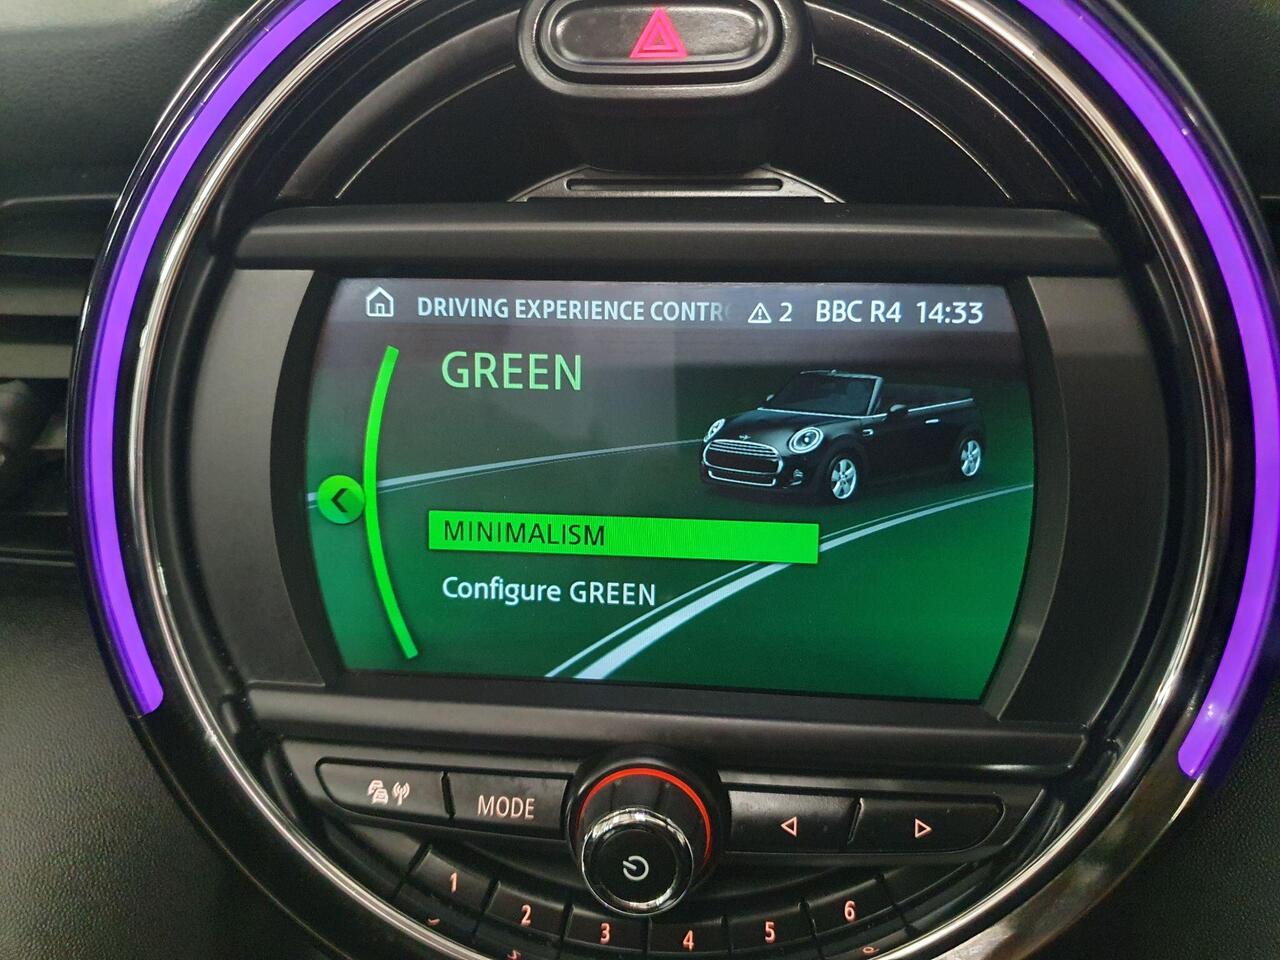 DRIVING EXPERIENCE CONTR 2 BBC R4 14:33
GREEN
MINIMALISM
Configure GREEN
MODE
1 2 3 4 5 6